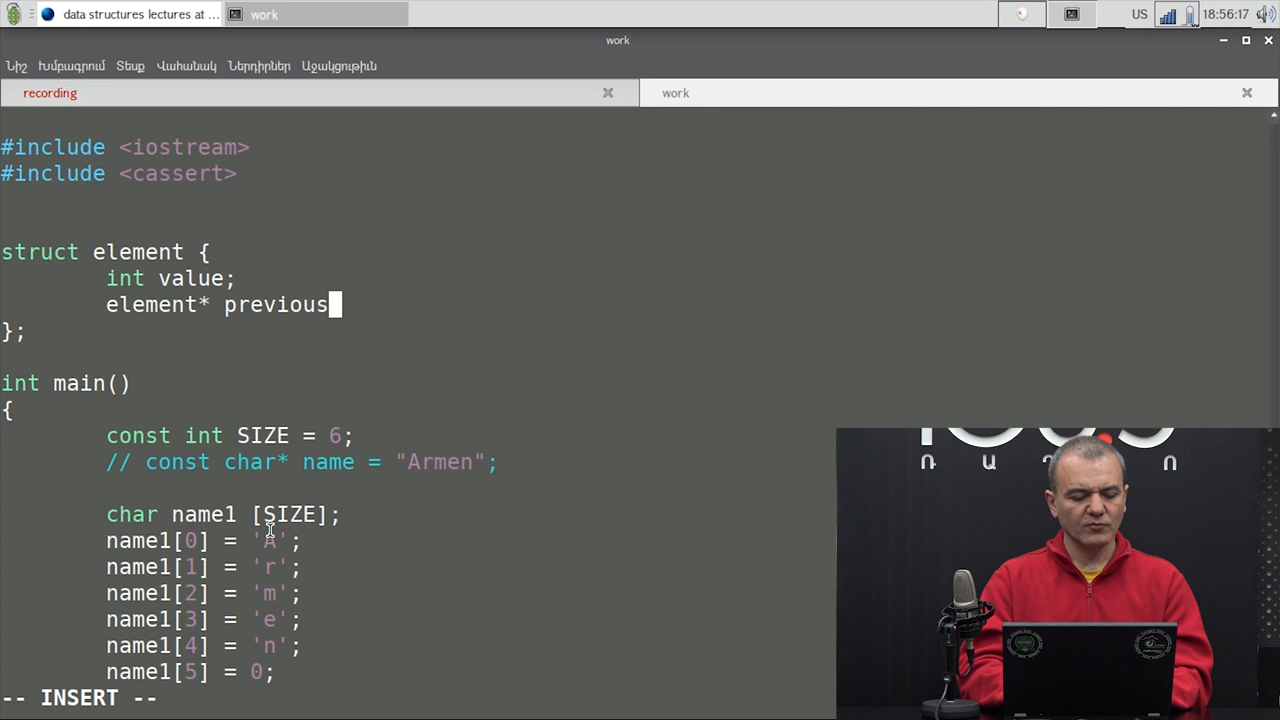 data structures lectures at ...
work
US
18:56:17
work
Նիշ Խմբագրում Տեսք Վահանակ Ներդիրներ Աջակցութիւն
recording
work
#include <iostream>
#include <cassert>
struct element {
int value;
element* previous
};
int main()
{
const int SIZE = 6;
// const char* name = "Armen";
char name1 [SIZE];
name1[0] = 'A';
name1[1] = 'r';
name1[2] = 'm';
name1[3] = 'e';
name1[4] = 'n';
name1[5] = 0;
-- INSERT --